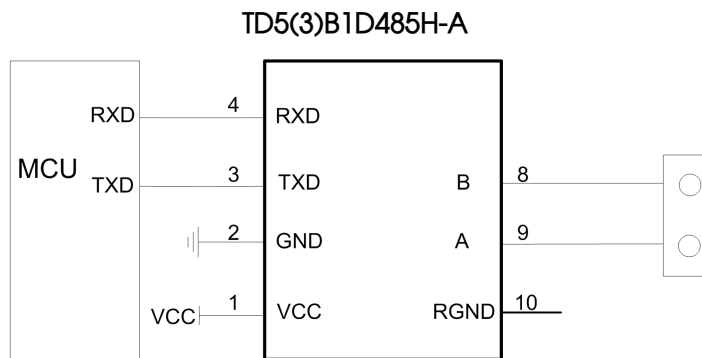 TD5(3)B1D485H-A
RXD 4 RXD
MCU TXD 3 TXD B 8
2 GND A 9
VCC 1 VCC RGND 10